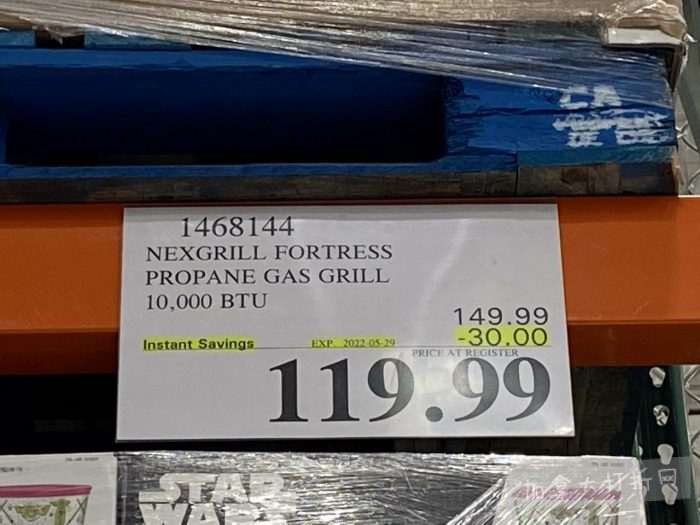 1468144
NEXGRILL FORTRESS
PROPANE GAS GRILL
10,000 BTU
149.99
Instant Savings EXP. 2022-05-29 -30.00
PRICE AT REGISTER
119.99
STAR
WARS